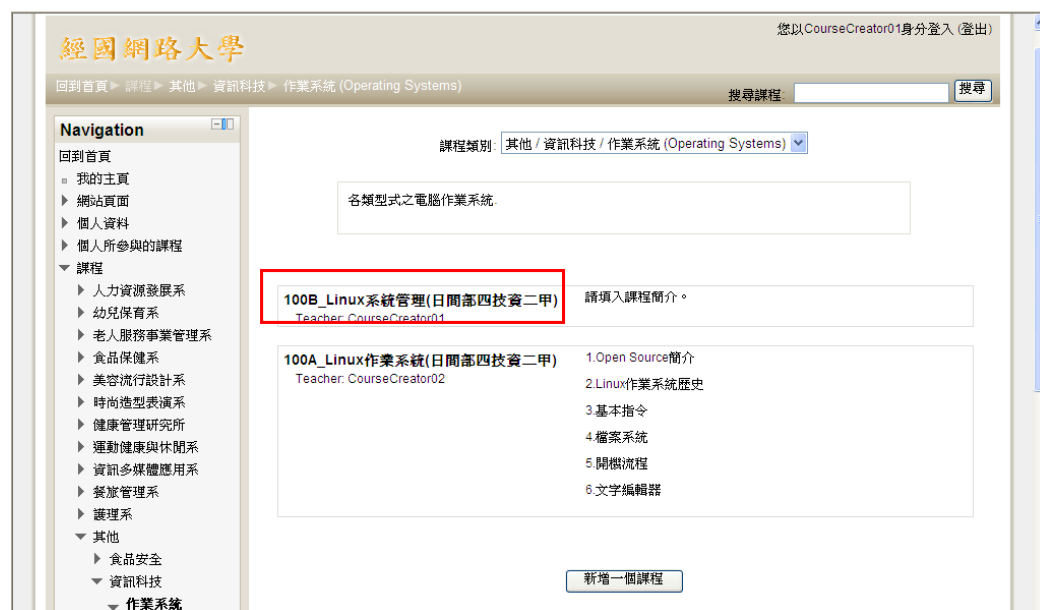 您以CourseCreator01身分登入 (登出)
經國網路大學
回到首頁► 課程► 其他► 資訊科技► 作業系統 (Operating Systems)
搜尋課程:
搜尋
Navigation
回到首頁
我的主頁
網站頁面
個人資料
個人所參與的課程
課程
人力資源發展系
幼兒保育系
老人服務事業管理系
食品保健系
美容流行設計系
時尚造型表演系
健康管理研究所
運動健康與休閒系
資訊多媒體應用系
餐旅管理系
護理系
其他
食品安全
資訊科技
作業系統
課程類別: 其他 / 資訊科技 / 作業系統 (Operating Systems)
各類型式之電腦作業系統.
100B_Linux系統管理(日間部四技資二甲)
Teacher: CourseCreator01
請填入課程簡介。
100A_Linux作業系統(日間部四技資二甲)
Teacher: CourseCreator02
1.Open Source簡介
2.Linux作業系統歷史
3.基本指令
4.檔案系統
5.開機流程
6.文字編輯器
新增一個課程